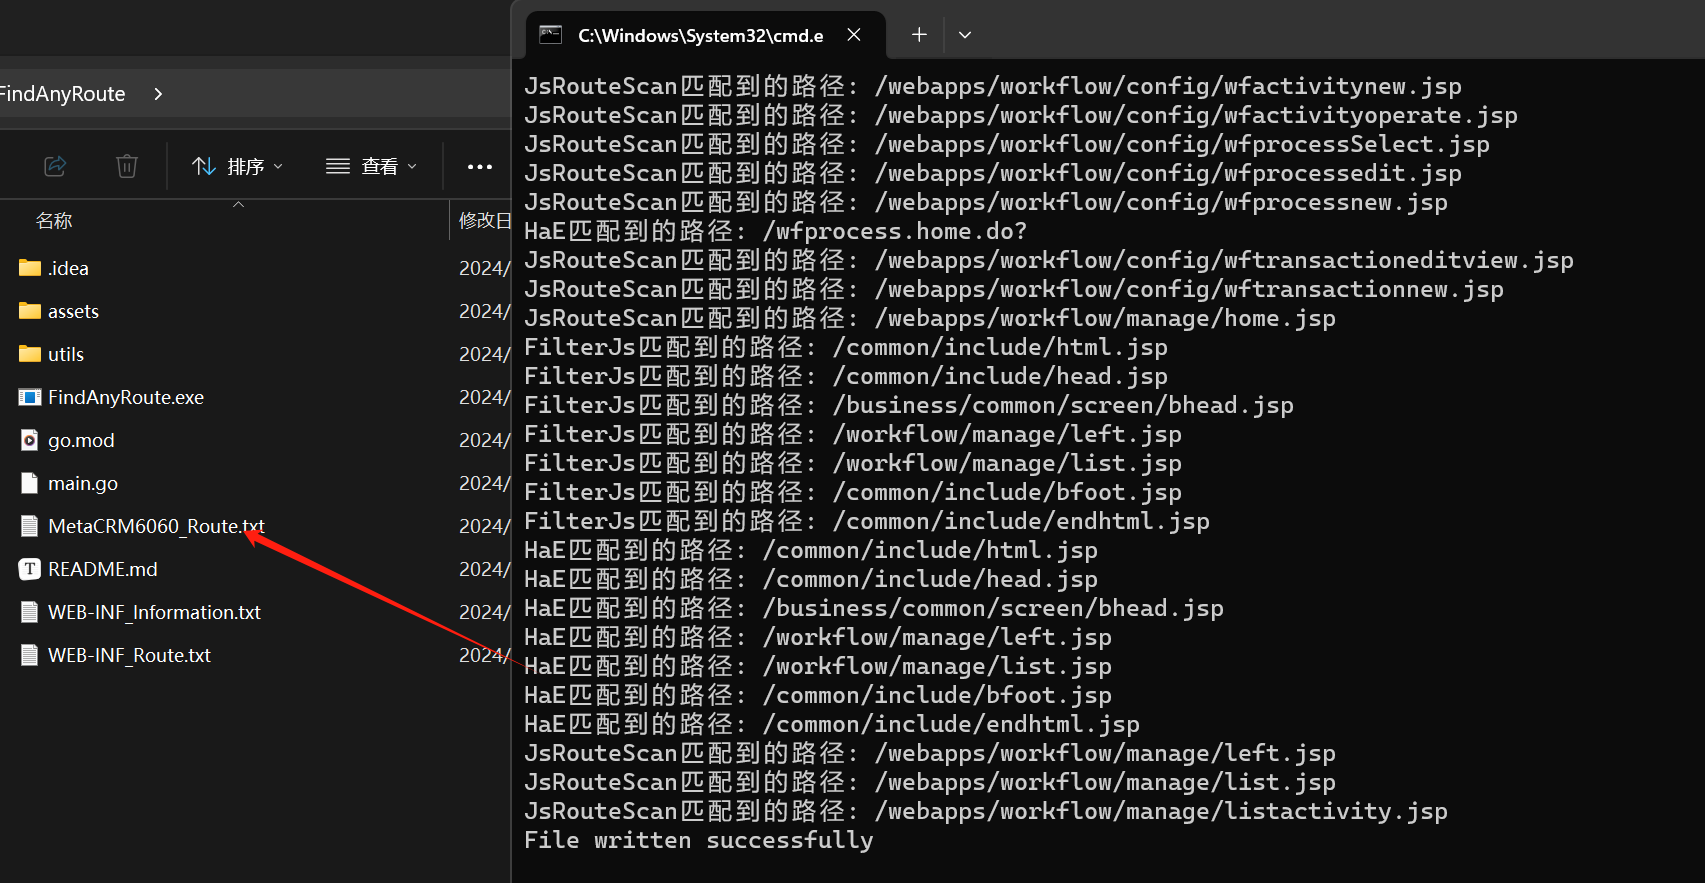 FindAnyRoute
排序
查看
名称
修改日
.idea
2024/
assets
2024/
utils
2024/
FindAnyRoute.exe
2024/
go.mod
2024/
main.go
2024/
MetaCRM6060_Route.txt
2024/
README.md
2024/
WEB-INF_Information.txt
2024/
WEB-INF_Route.txt
2024/
C:\Windows\System32\cmd.e
JsRouteScan匹配到的路径: /webapps/workflow/config/wfactivitynew.jsp
JsRouteScan匹配到的路径: /webapps/workflow/config/wfactivityoperate.jsp
JsRouteScan匹配到的路径: /webapps/workflow/config/wfprocessSelect.jsp
JsRouteScan匹配到的路径: /webapps/workflow/config/wfprocessedit.jsp
JsRouteScan匹配到的路径: /webapps/workflow/config/wfprocessnew.jsp
HaE匹配到的路径: /wfprocess.home.do?
JsRouteScan匹配到的路径: /webapps/workflow/config/wftransactioneditview.jsp
JsRouteScan匹配到的路径: /webapps/workflow/config/wftransactionnew.jsp
JsRouteScan匹配到的路径: /webapps/workflow/manage/home.jsp
FilterJs匹配到的路径: /common/include/html.jsp
FilterJs匹配到的路径: /common/include/head.jsp
FilterJs匹配到的路径: /business/common/screen/bhead.jsp
FilterJs匹配到的路径: /workflow/manage/left.jsp
FilterJs匹配到的路径: /workflow/manage/list.jsp
FilterJs匹配到的路径: /common/include/bfoot.jsp
FilterJs匹配到的路径: /common/include/endhtml.jsp
HaE匹配到的路径: /common/include/html.jsp
HaE匹配到的路径: /common/include/head.jsp
HaE匹配到的路径: /business/common/screen/bhead.jsp
HaE匹配到的路径: /workflow/manage/left.jsp
HaE匹配到的路径: /workflow/manage/list.jsp
HaE匹配到的路径: /common/include/bfoot.jsp
HaE匹配到的路径: /common/include/endhtml.jsp
JsRouteScan匹配到的路径: /webapps/workflow/manage/left.jsp
JsRouteScan匹配到的路径: /webapps/workflow/manage/list.jsp
JsRouteScan匹配到的路径: /webapps/workflow/manage/listactivity.jsp
File written successfully